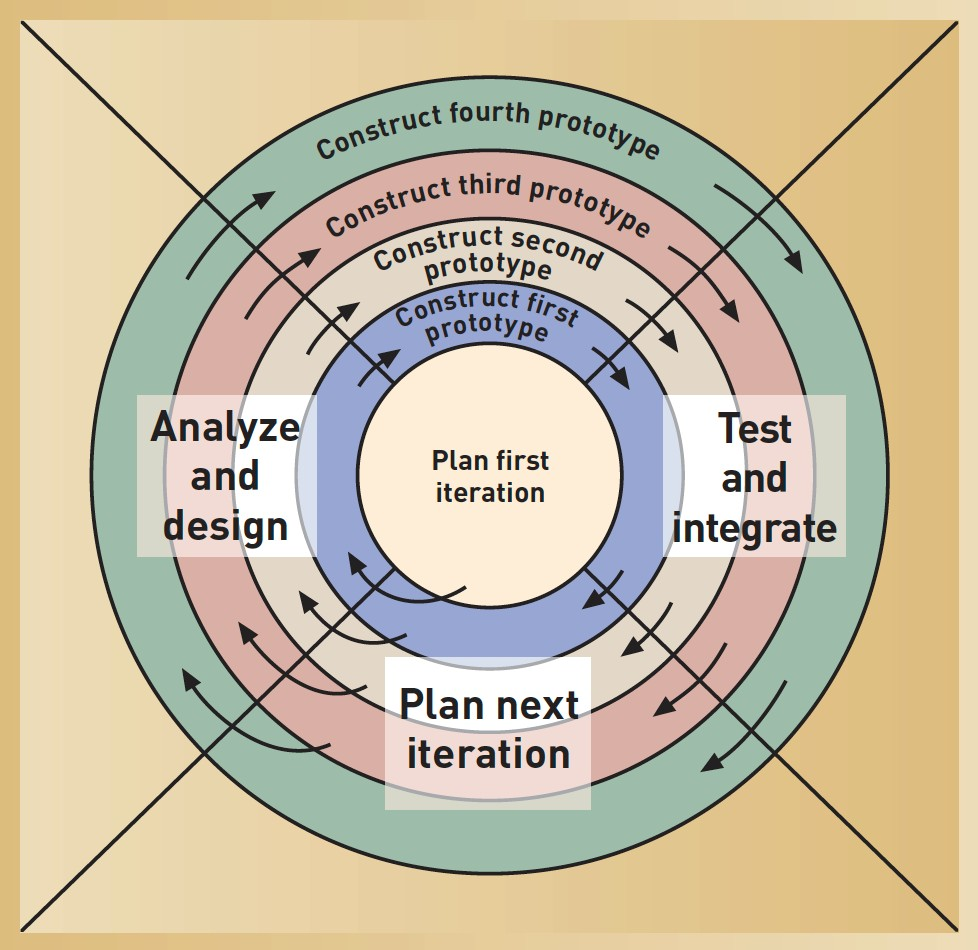 Construct fourth prototype
Construct third prototype
Construct second
prototype
Construct first
prototype
Analyze
and
design
Plan first
iteration
Test
and
integrate
Plan next
iteration